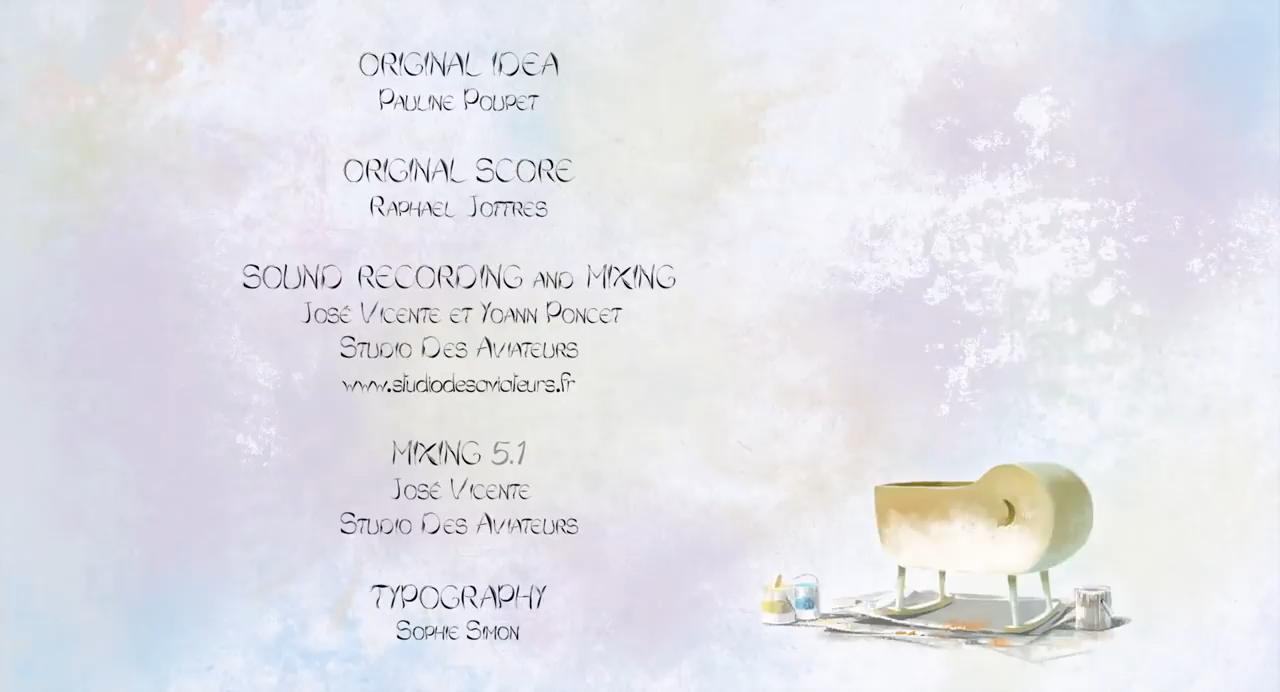 ORIGINAL IDEA
PAULINE POUPET
ORIGINAL SCORE
RAPHAEL JOFFRES
SOUND RECORDING AND MIXING
JOSÉ VICENTE ET YOANN PONCET
STUDIO DES AVIATEURS
www.studiodesaviateurs.fr
MIXING 5.1
JOSÉ VICENTE
STUDIO DES AVIATEURS
TYPOGRAPHY
SOPHIE SIMON